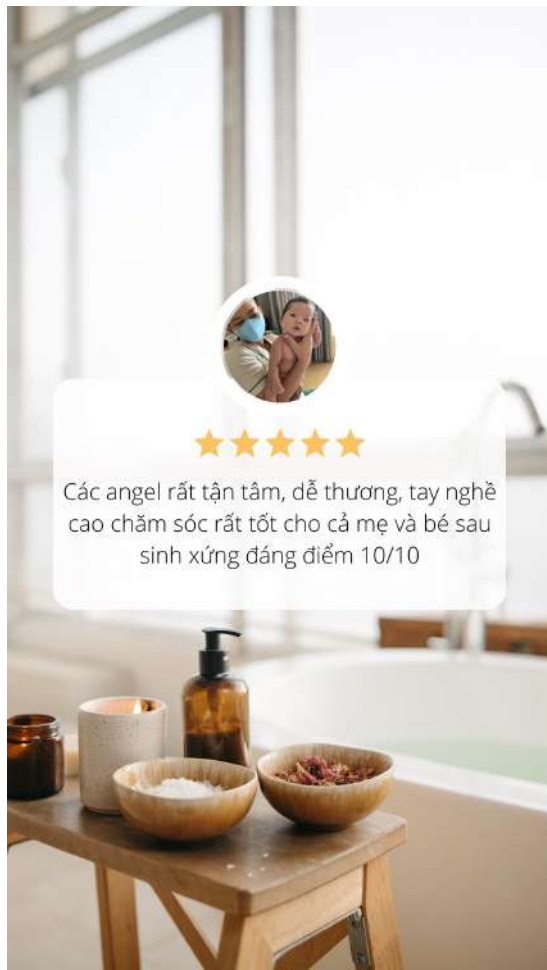 Các angel rất tận tâm, dễ thương, tay nghề
cao chăm sóc rất tốt cho cả mẹ và bé sau
sinh xứng đáng điểm 10/10